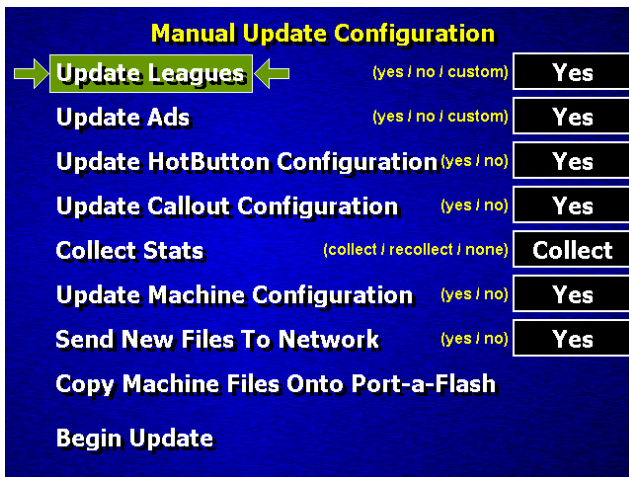 Manual Update Configuration
Update Leagues (yes / no / custom) Yes
Update Ads (yes / no / custom) Yes
Update HotButton Configuration (yes / no) Yes
Update Callout Configuration (yes / no) Yes
Collect Stats (collect / recollect / none) Collect
Update Machine Configuration (yes / no) Yes
Send New Files To Network (yes / no) Yes
Copy Machine Files Onto Port-a-Flash
Begin Update